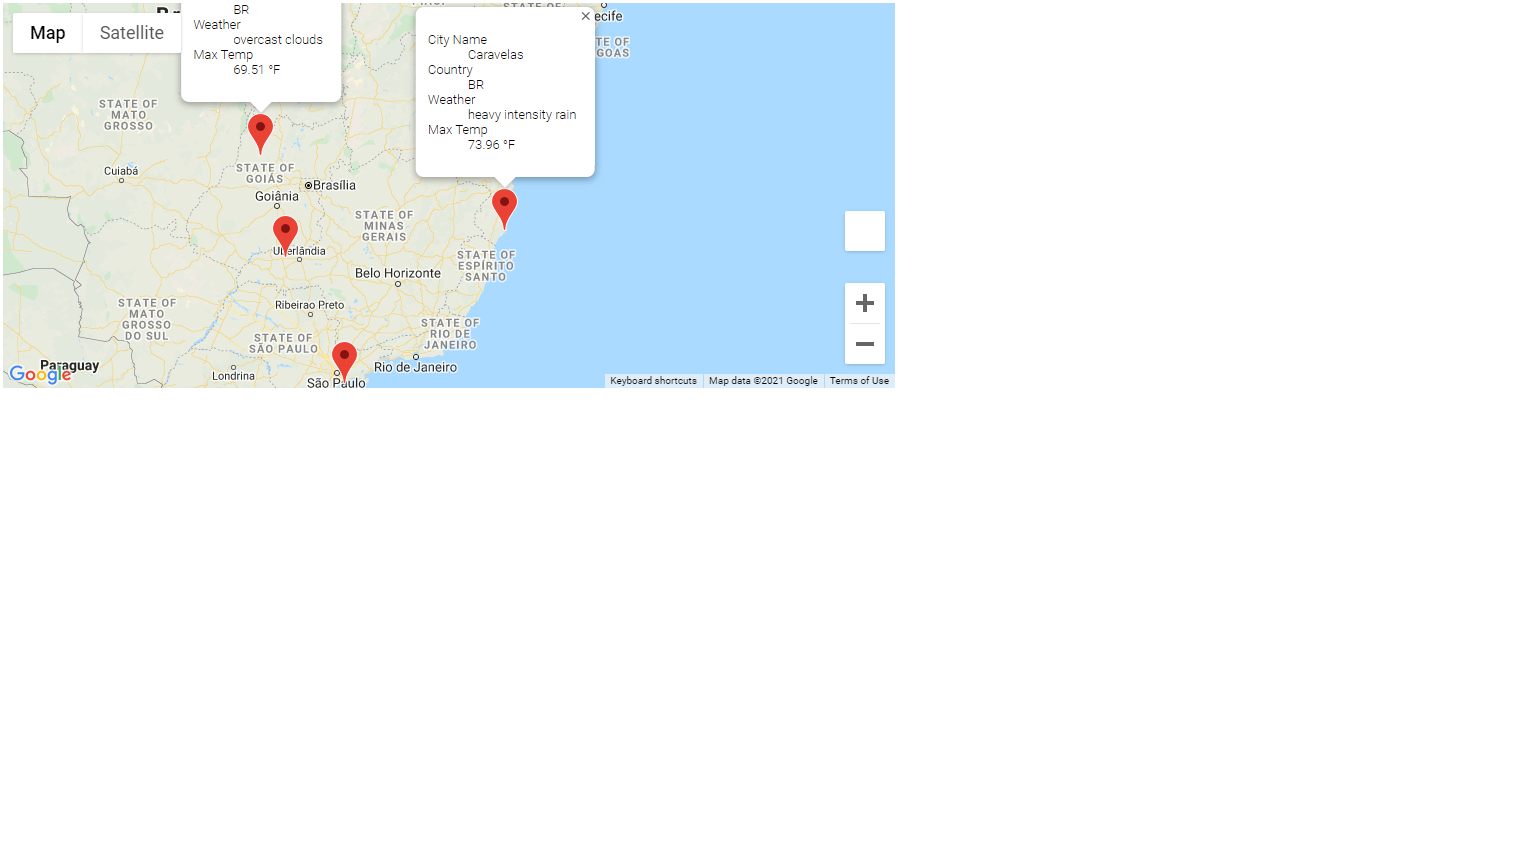 BR
Weather
overcast clouds
Max Temp
69.51 °F
City Name
Caravelas
Country
BR
Weather
heavy intensity rain
Max Temp
73.96 °F
Map
Satellite
STATE OF
MATO
GROSSO
Cuiabá
STATE OF
GOIÁS
Brasília
Goiânia
STATE OF
MINAS
GERAIS
Uberlândia
Belo Horizonte
STATE OF
ESPÍRITO
SANTO
STATE OF
MATO
GROSSO
DO SUL
Ribeirao Preto
STATE OF
SÃO PAULO
STATE OF
RIO DE
JANEIRO
Rio de Janeiro
Paraguay
Londrina
São Paulo
Google
Keyboard shortcuts
Map data ©2021 Google
Terms of Use